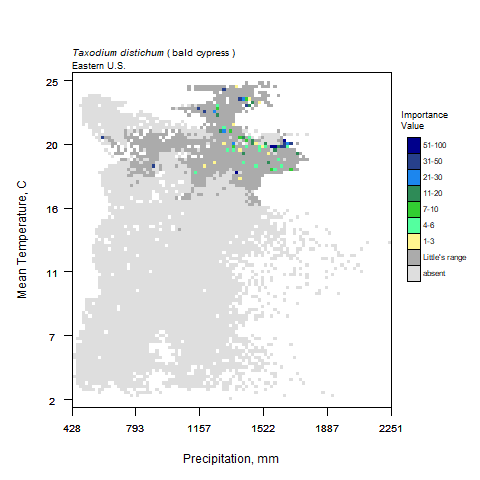 Taxodium distichum ( bald cypress )
Eastern U.S.
25
20
16
11
7
2
Mean Temperature, C
428 793 1157 1522 1887 2251
Precipitation, mm
Importance
Value
51-100
31-50
21-30
11-20
7-10
4-6
1-3
Little's range
absent